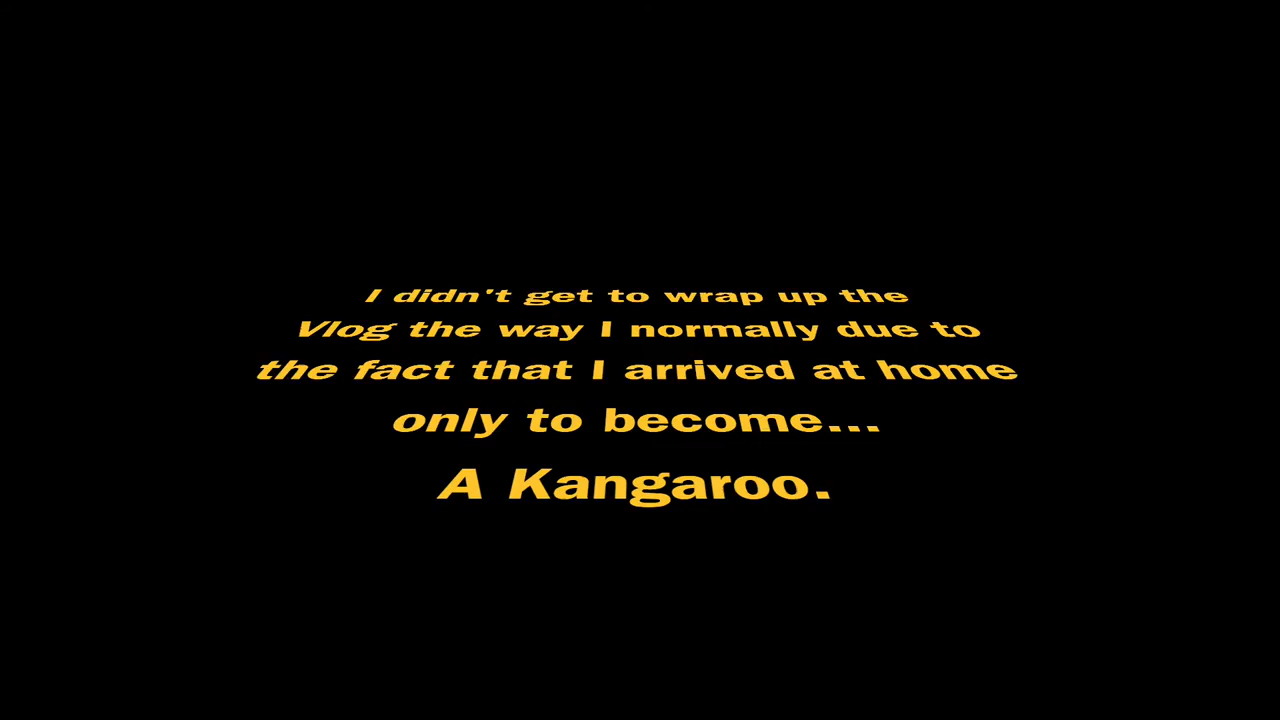 I didn't get to wrap up the
Vlog the way I normally due to
the fact that I arrived at home
only to become...
A Kangaroo.